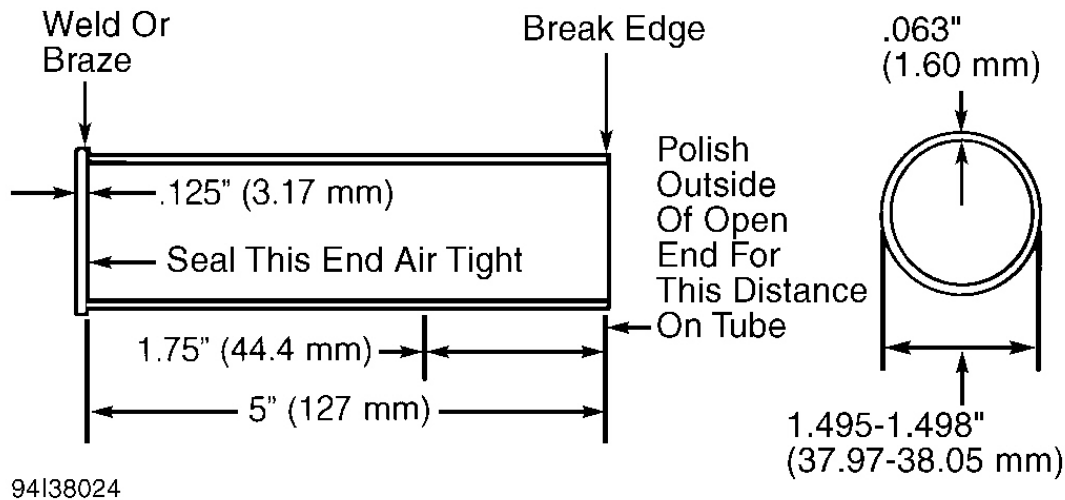 Weld Or
Braze
Break Edge
.063"
(1.60 mm)
.125” (3.17 mm)
Seal This End Air Tight
Polish
Outside
Of Open
End For
This Distance
On Tube
1.75” (44.4 mm)
5” (127 mm)
1.495-1.498"
(37.97-38.05 mm)
94I38024